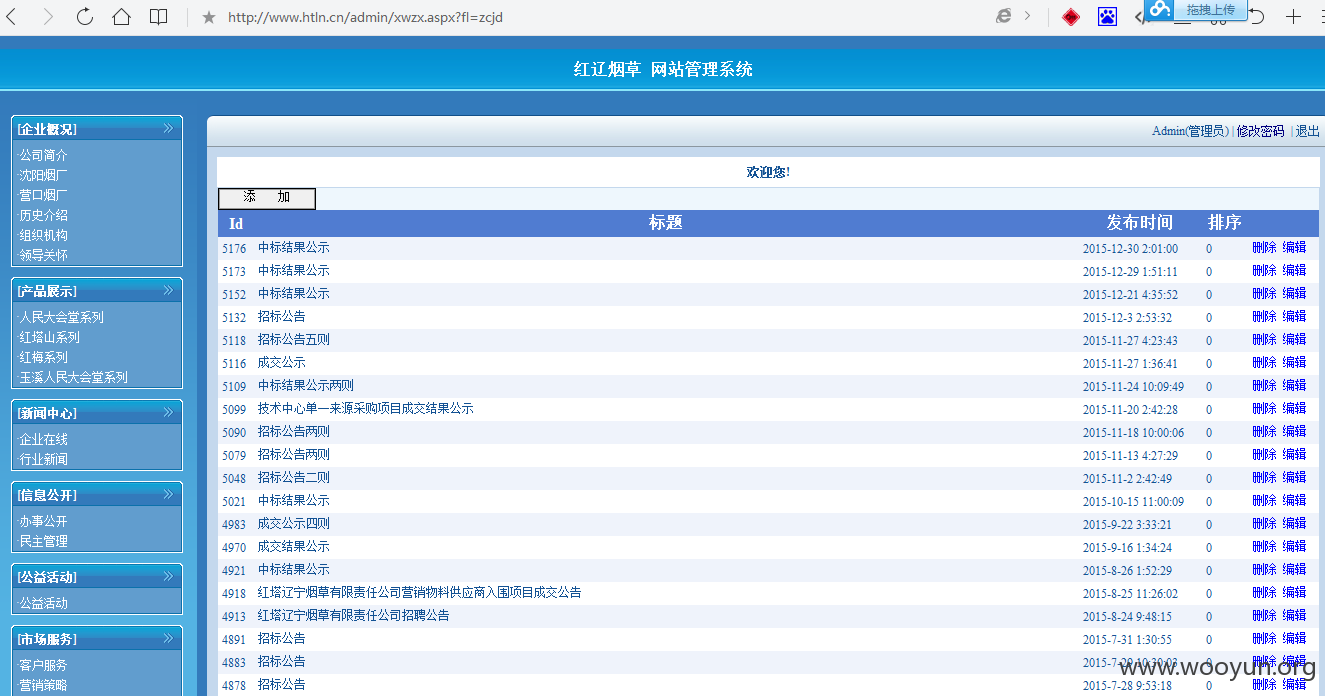 http://www.htln.cn/admin/xwzx.aspx?fl=zcjd
拖拽上传
红辽烟草 网站管理系统
[企业概况]
·公司简介
·沈阳烟厂
·营口烟厂
·历史介绍
·组织机构
·领导关怀
[产品展示]
·人民大会堂系列
·红塔山系列
·红梅系列
·玉溪人民大会堂系列
[新闻中心]
·企业在线
·行业新闻
[信息公开]
·办事公开
·民主管理
[公益活动]
·公益活动
[市场服务]
·客户服务
·营销策略
Admin(管理员) | 修改密码 | 退出
欢迎您!
添 加
Id 标题 发布时间 排序
5176 中标结果公示 2015-12-30 2:01:00 0 删除 编辑
5173 中标结果公示 2015-12-29 1:51:11 0 删除 编辑
5152 中标结果公示 2015-12-21 4:35:52 0 删除 编辑
5132 招标公告 2015-12-3 2:53:32 0 删除 编辑
5118 招标公告五则 2015-11-27 4:23:43 0 删除 编辑
5116 成交公示 2015-11-27 1:36:41 0 删除 编辑
5109 中标结果公示两则 2015-11-24 10:09:49 0 删除 编辑
5099 技术中心单一来源采购项目成交结果公示 2015-11-20 2:42:28 0 删除 编辑
5090 招标公告两则 2015-11-18 10:00:06 0 删除 编辑
5079 招标公告两则 2015-11-13 4:27:29 0 删除 编辑
5048 招标公告二则 2015-11-2 2:42:49 0 删除 编辑
5021 中标结果公示 2015-10-15 11:00:09 0 删除 编辑
4983 成交公示四则 2015-9-22 3:33:21 0 删除 编辑
4970 成交结果公示 2015-9-16 1:34:24 0 删除 编辑
4921 中标结果公示 2015-8-26 1:52:29 0 删除 编辑
4918 红塔辽宁烟草有限责任公司营销物料供应商入围项目成交公告 2015-8-25 11:26:02 0 删除 编辑
4913 红塔辽宁烟草有限责任公司招聘公告 2015-8-24 9:48:15 0 删除 编辑
4891 招标公告 2015-7-31 1:30:55 0 删除 编辑
4883 招标公告 2015-7-29 10:30:03 0 删除 编辑
4878 招标公告 2015-7-28 9:53:18 0 删除 编辑
www.wooyun.org